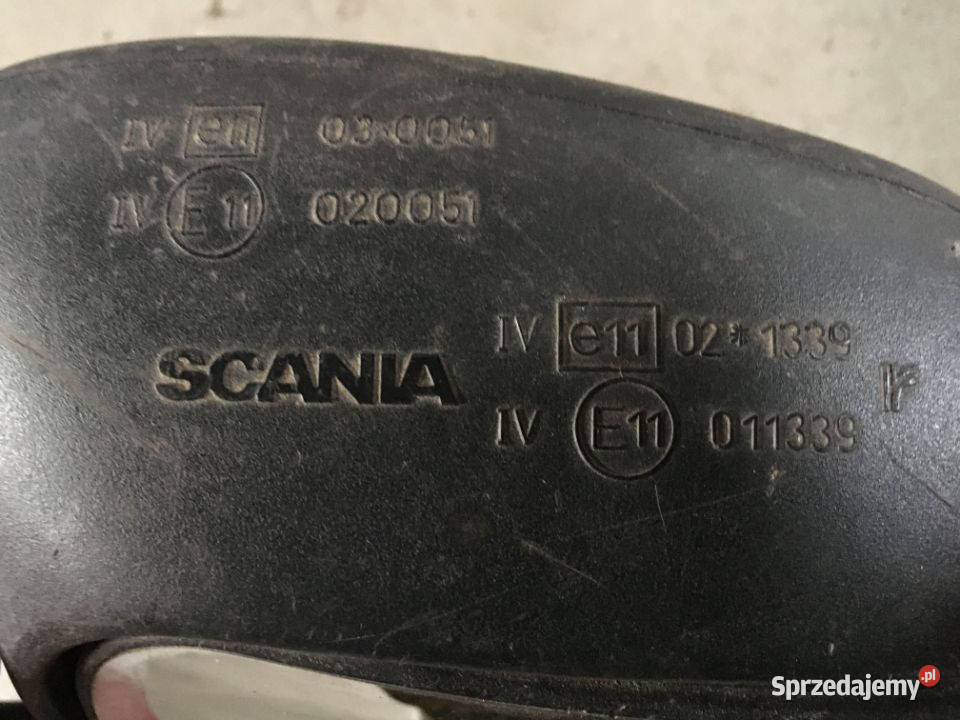 IV e11 03*0051
IV E11 020051
SCANIA
IV e11 02*1339
IV E11 011339
Sprzedajemy.pl